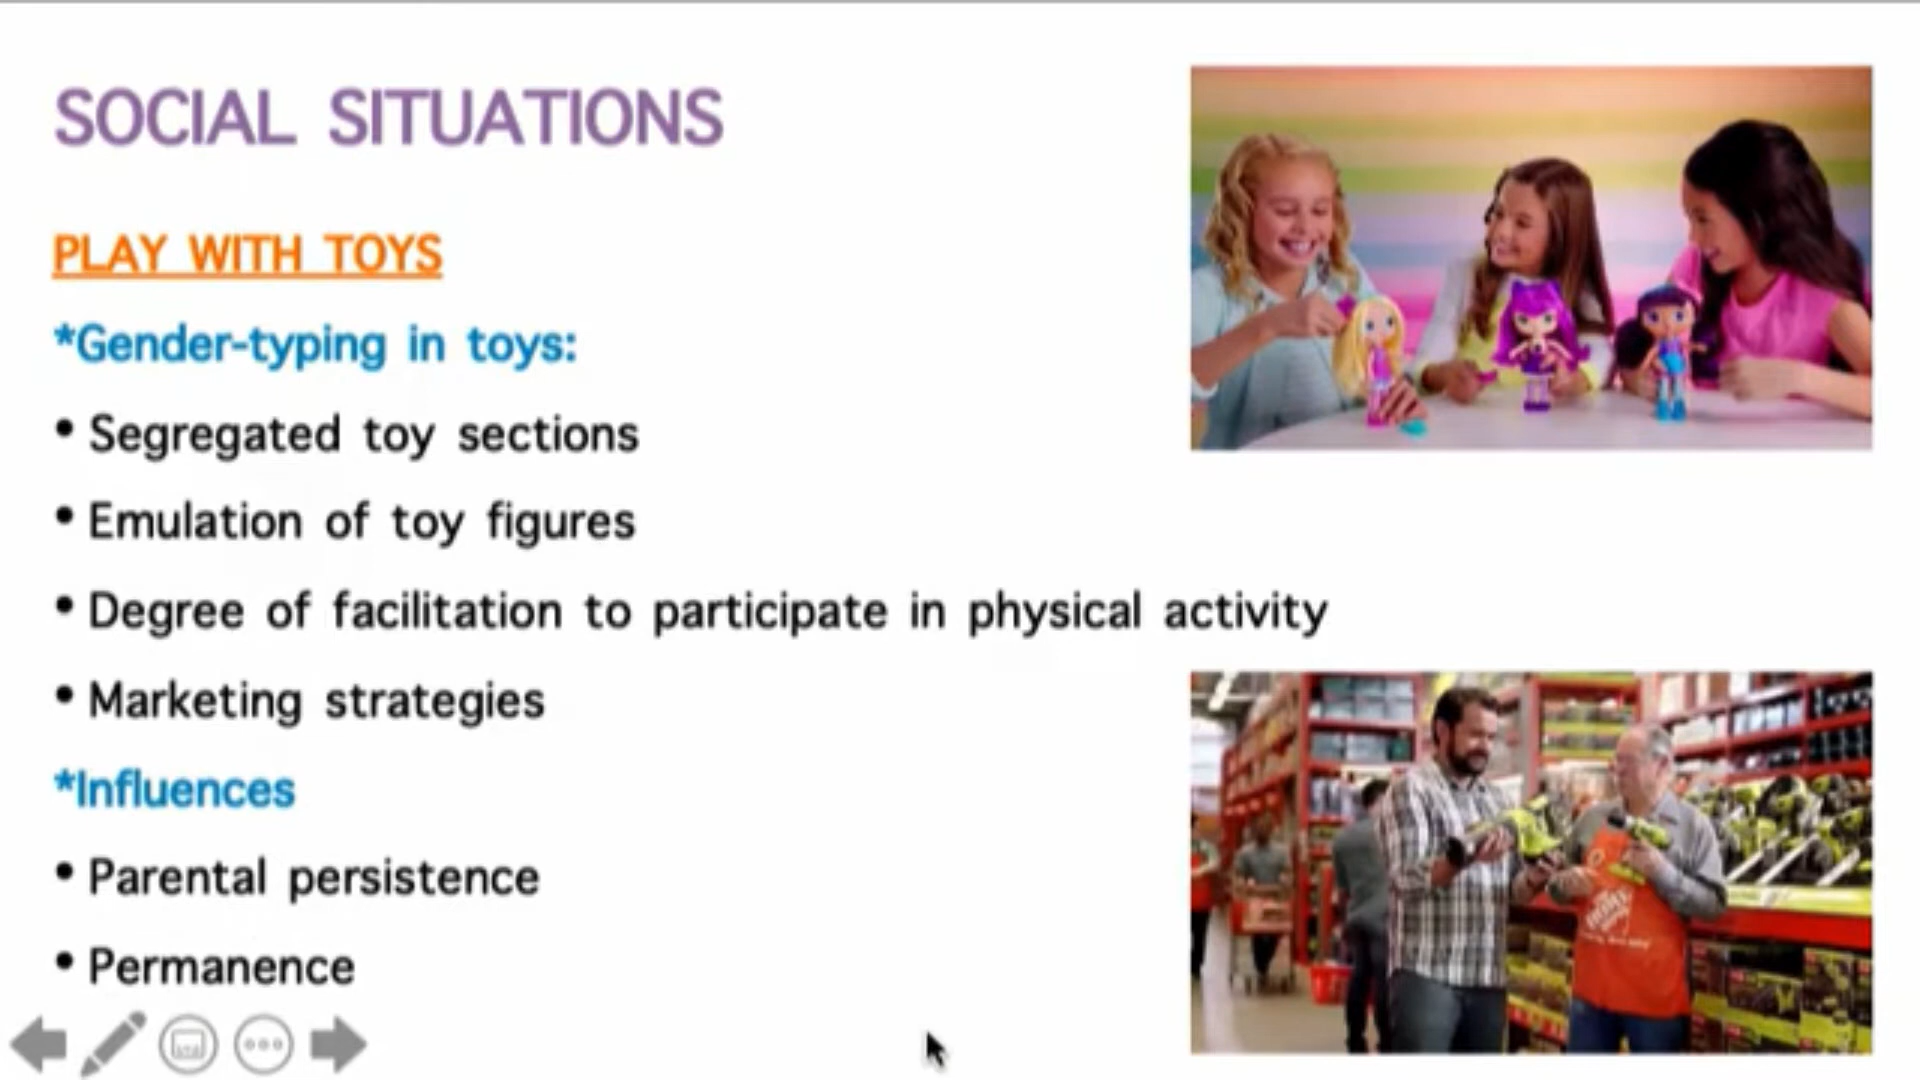 SOCIAL SITUATIONS
PLAY WITH TOYS
*Gender-typing in toys:
• Segregated toy sections
• Emulation of toy figures
• Degree of facilitation to participate in physical activity
• Marketing strategies
*Influences
• Parental persistence
• Permanence